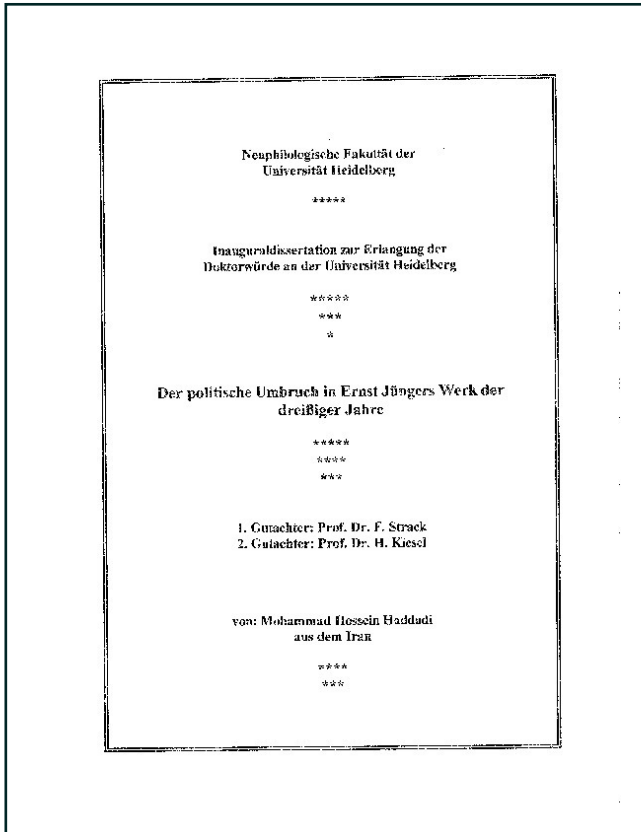 Neuphilologische Fakultät der
Universität Heidelberg
*****
Inauguraldissertation zur Erlangung der
Doktorwürde an der Universität Heidelberg
*****
***
*
Der politische Umbruch in Ernst Jüngers Werk der
dreißiger Jahre
*****
****
***
1. Gutachter: Prof. Dr. F. Strack
2. Gutachter: Prof. Dr. H. Kiesel
von: Mohammad Hossein Haddadi
aus dem Iran
****
***